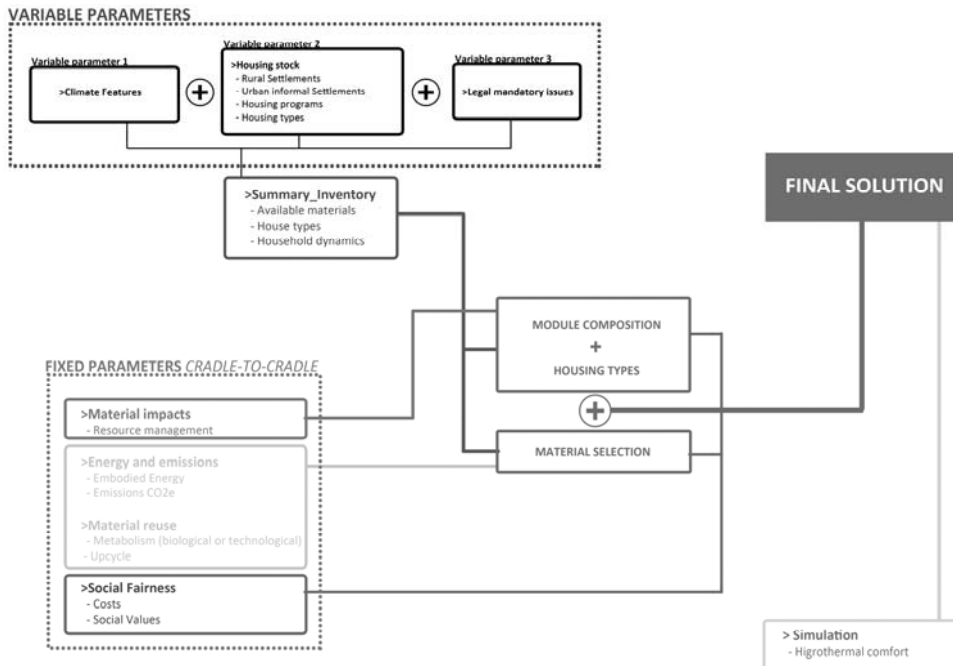 VARIABLE PARAMETERS
Variable parameter 1
>Climate Features
Variable parameter 2
>Housing stock
- Rural Settlements
- Urban informal Settlements
- Housing programs
- Housing types
Variable parameter 3
>Legal mandatory issues
>Summary_Inventory
- Available materials
- House types
- Household dynamics
FINAL SOLUTION
MODULE COMPOSITION
+
HOUSING TYPES
MATERIAL SELECTION
FIXED PARAMETERS CRADLE-TO-CRADLE
>Material impacts
- Resource management
>Energy and emissions
- Embodied Energy
- Emissions CO2e
>Material reuse
- Metabolism (biological or technological)
- Upcycle
>Social Fairness
- Costs
- Social Values
> Simulation
- Higrothermal comfort